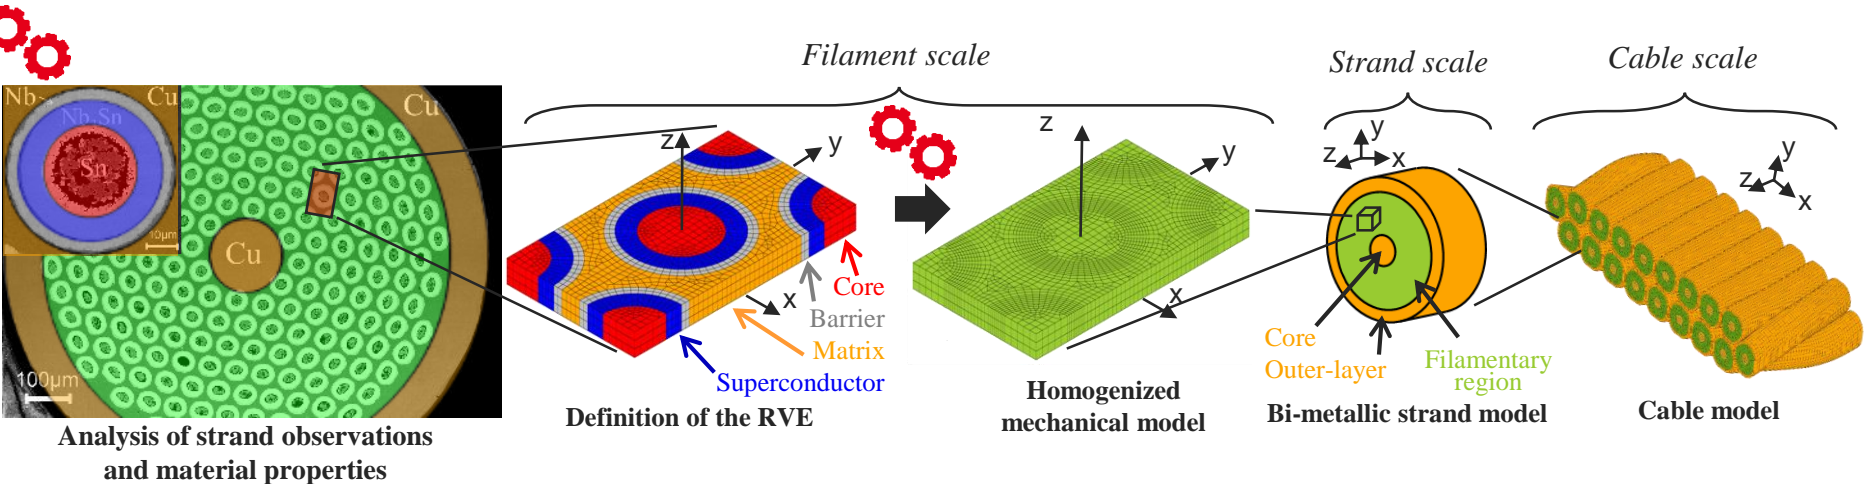 Filament scale
Strand scale
Cable scale
Nb
Cu
Nb3Sn
Sn
10µm
Cu
Cu
100µm
z
y
x
Core
Barrier
Matrix
Superconductor
z
y
x
y
z
x
Core
Outer-layer
Filamentary
region
y
z
x
Analysis of strand observations
and material properties
Definition of the RVE
Homogenized
mechanical model
Bi-metallic strand model
Cable model